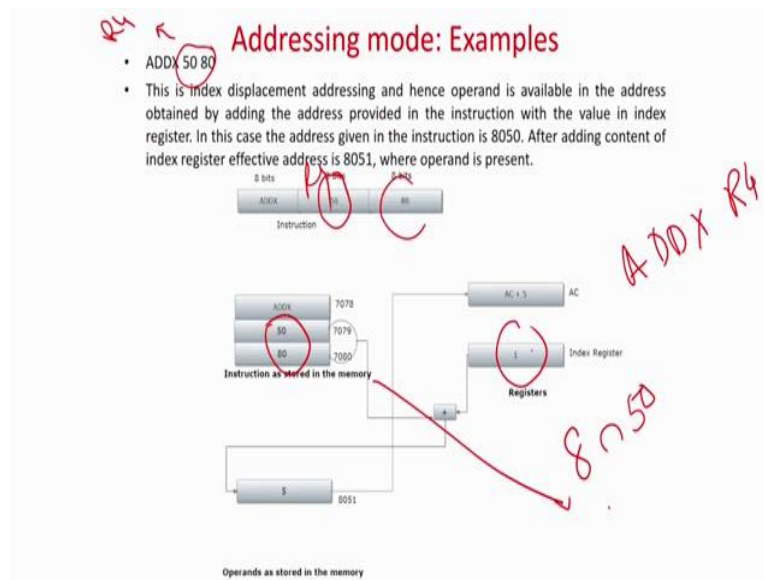 R4
Addressing mode: Examples
• ADDX 50 80
• This is index displacement addressing and hence operand is available in the address
obtained by adding the address provided in the instruction with the value in index
register. In this case the address given in the instruction is 8050. After adding content of
index register effective address is 8051, where operand is present.
8 bits 8 bits
ADDX 50 80
Instruction
ADDX R4
ADDX 7078
50 7079
80 7080
Instruction as stored in the memory
AC + 5 AC
1 Index Register
Registers
+
8050
5 8051
Operands as stored in the memory